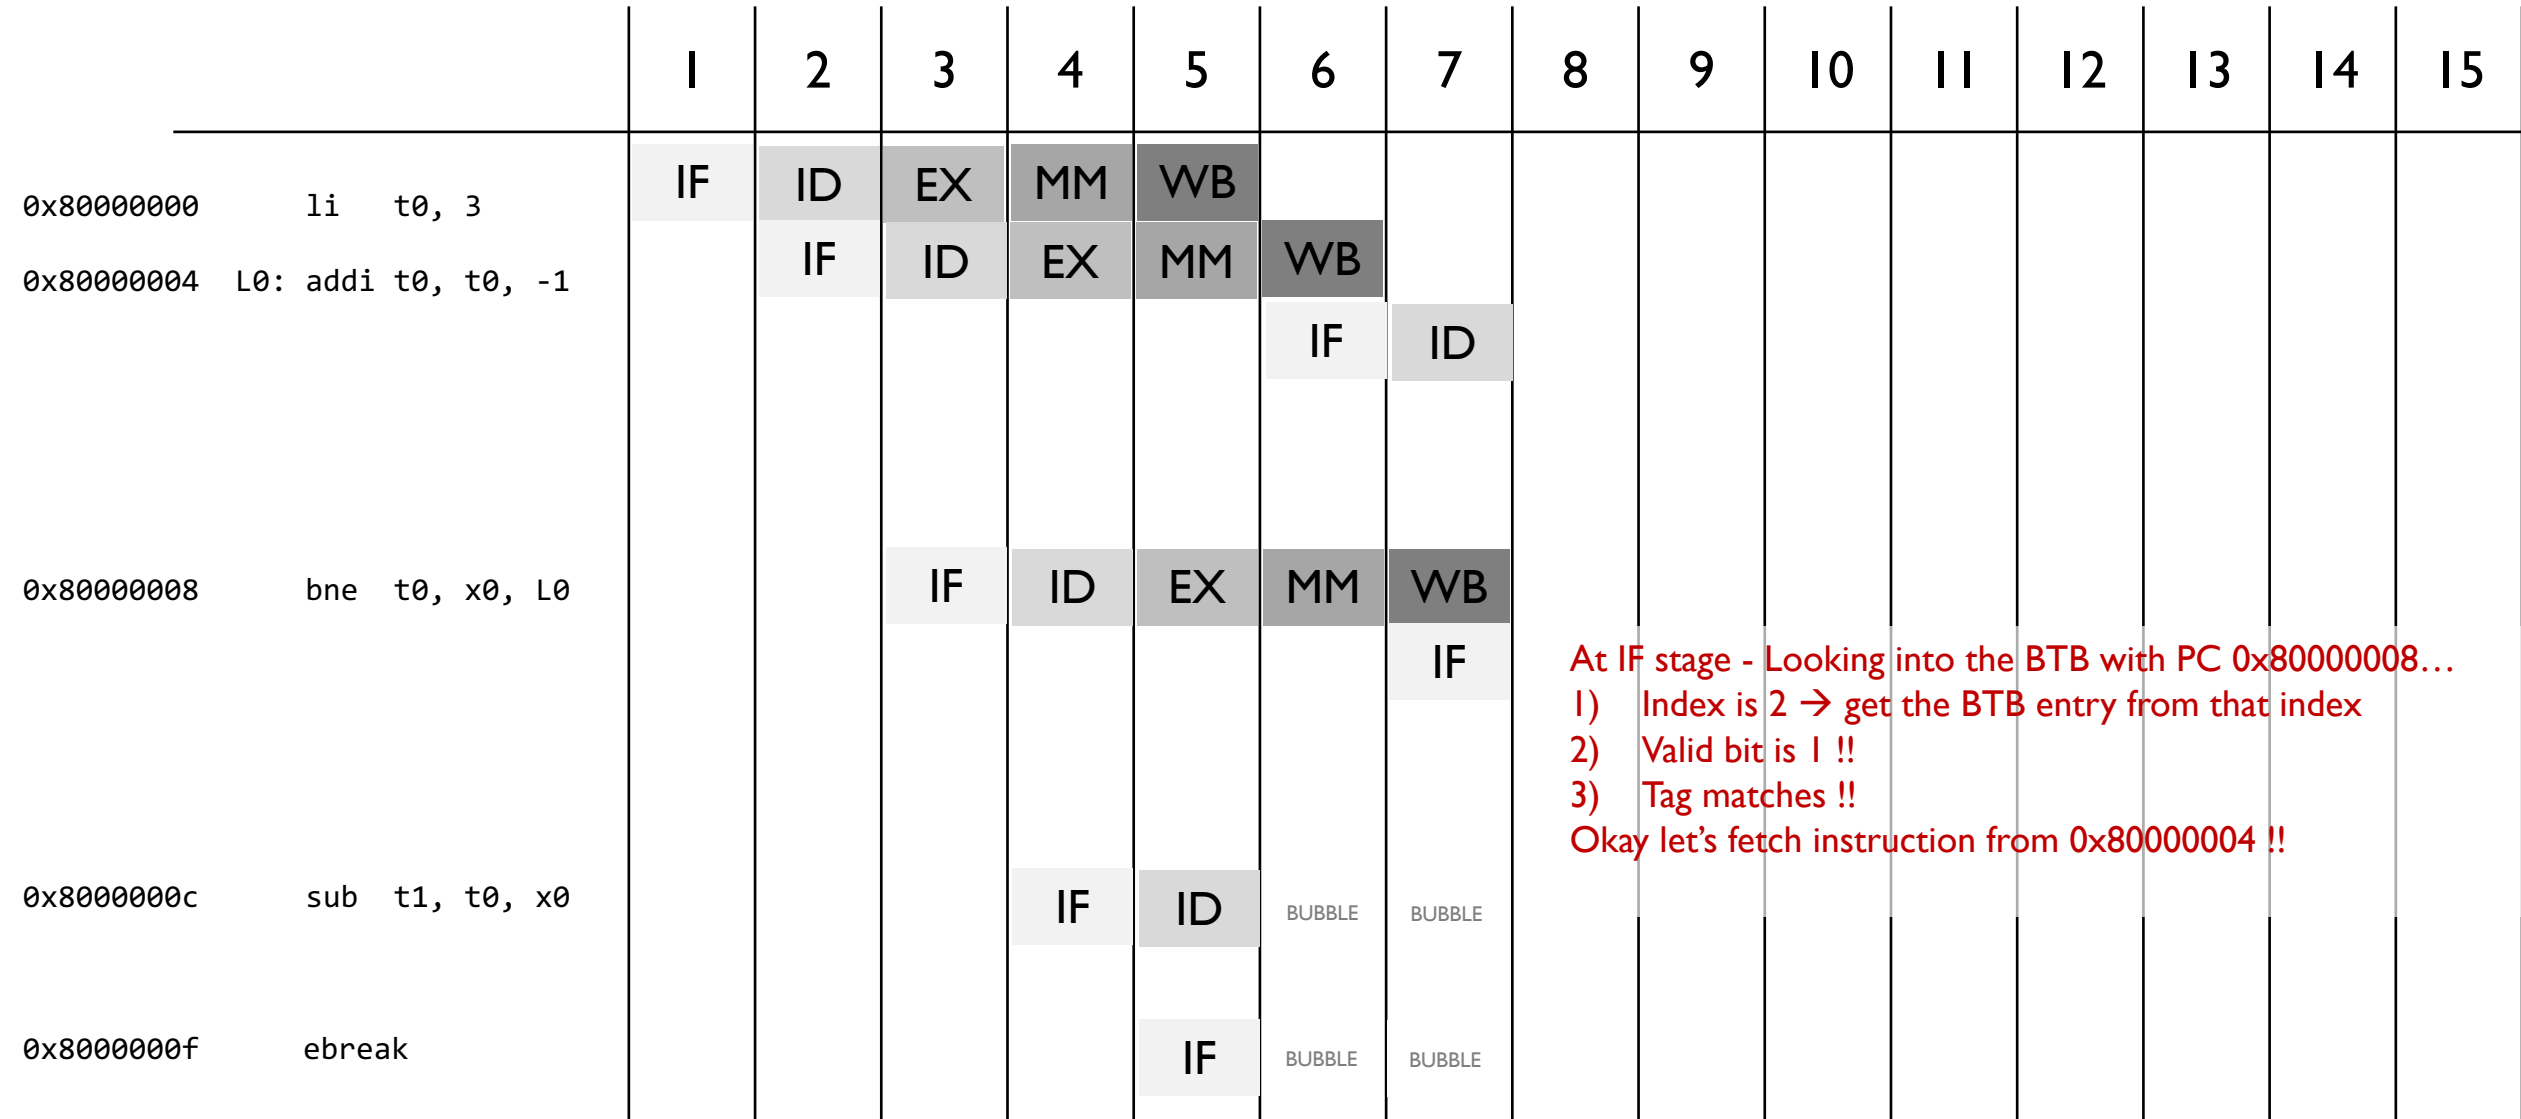 1 2 3 4 5 6 7 8 9 10 11 12 13 14 15
0x80000000 li t0, 3 IF ID EX MM WB
0x80000004 L0: addi t0, t0, -1 IF ID EX MM WB
IF ID
0x80000008 bne t0, x0, L0 IF ID EX MM WB
IF
At IF stage - Looking into the BTB with PC 0x80000008...
1) Index is 2 → get the BTB entry from that index
2) Valid bit is 1 !!
3) Tag matches !!
Okay let's fetch instruction from 0x80000004 !!
0x8000000c sub t1, t0, x0 IF ID BUBBLE BUBBLE
0x8000000f ebreak IF BUBBLE BUBBLE